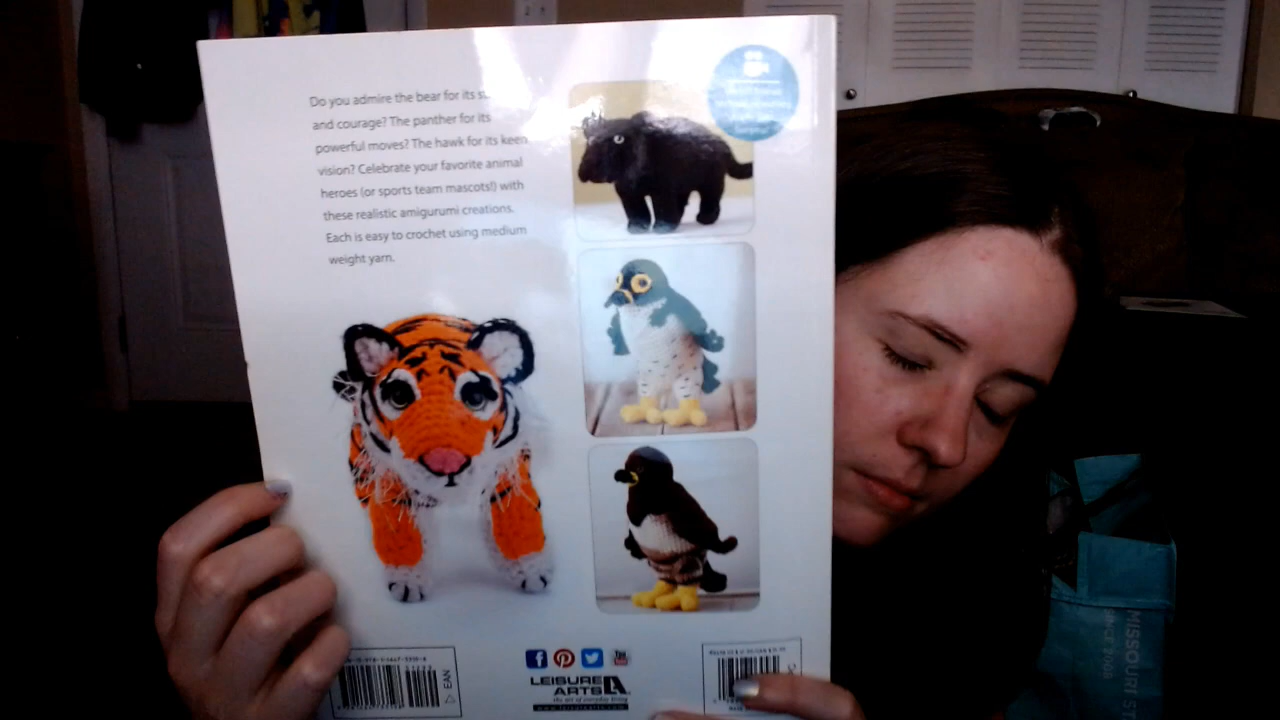 Do you admire the bear for its
and courage? The panther for its
powerful moves? The hawk for its keen
vision? Celebrate your favorite animal
heroes (or sports team mascots!) with
these realistic amigurumi creations.
Each is easy to crochet using medium
weight yarn.
EAN
LEISURE
ARTS
the art of everyday living
MISSOURI
SINCE 2008